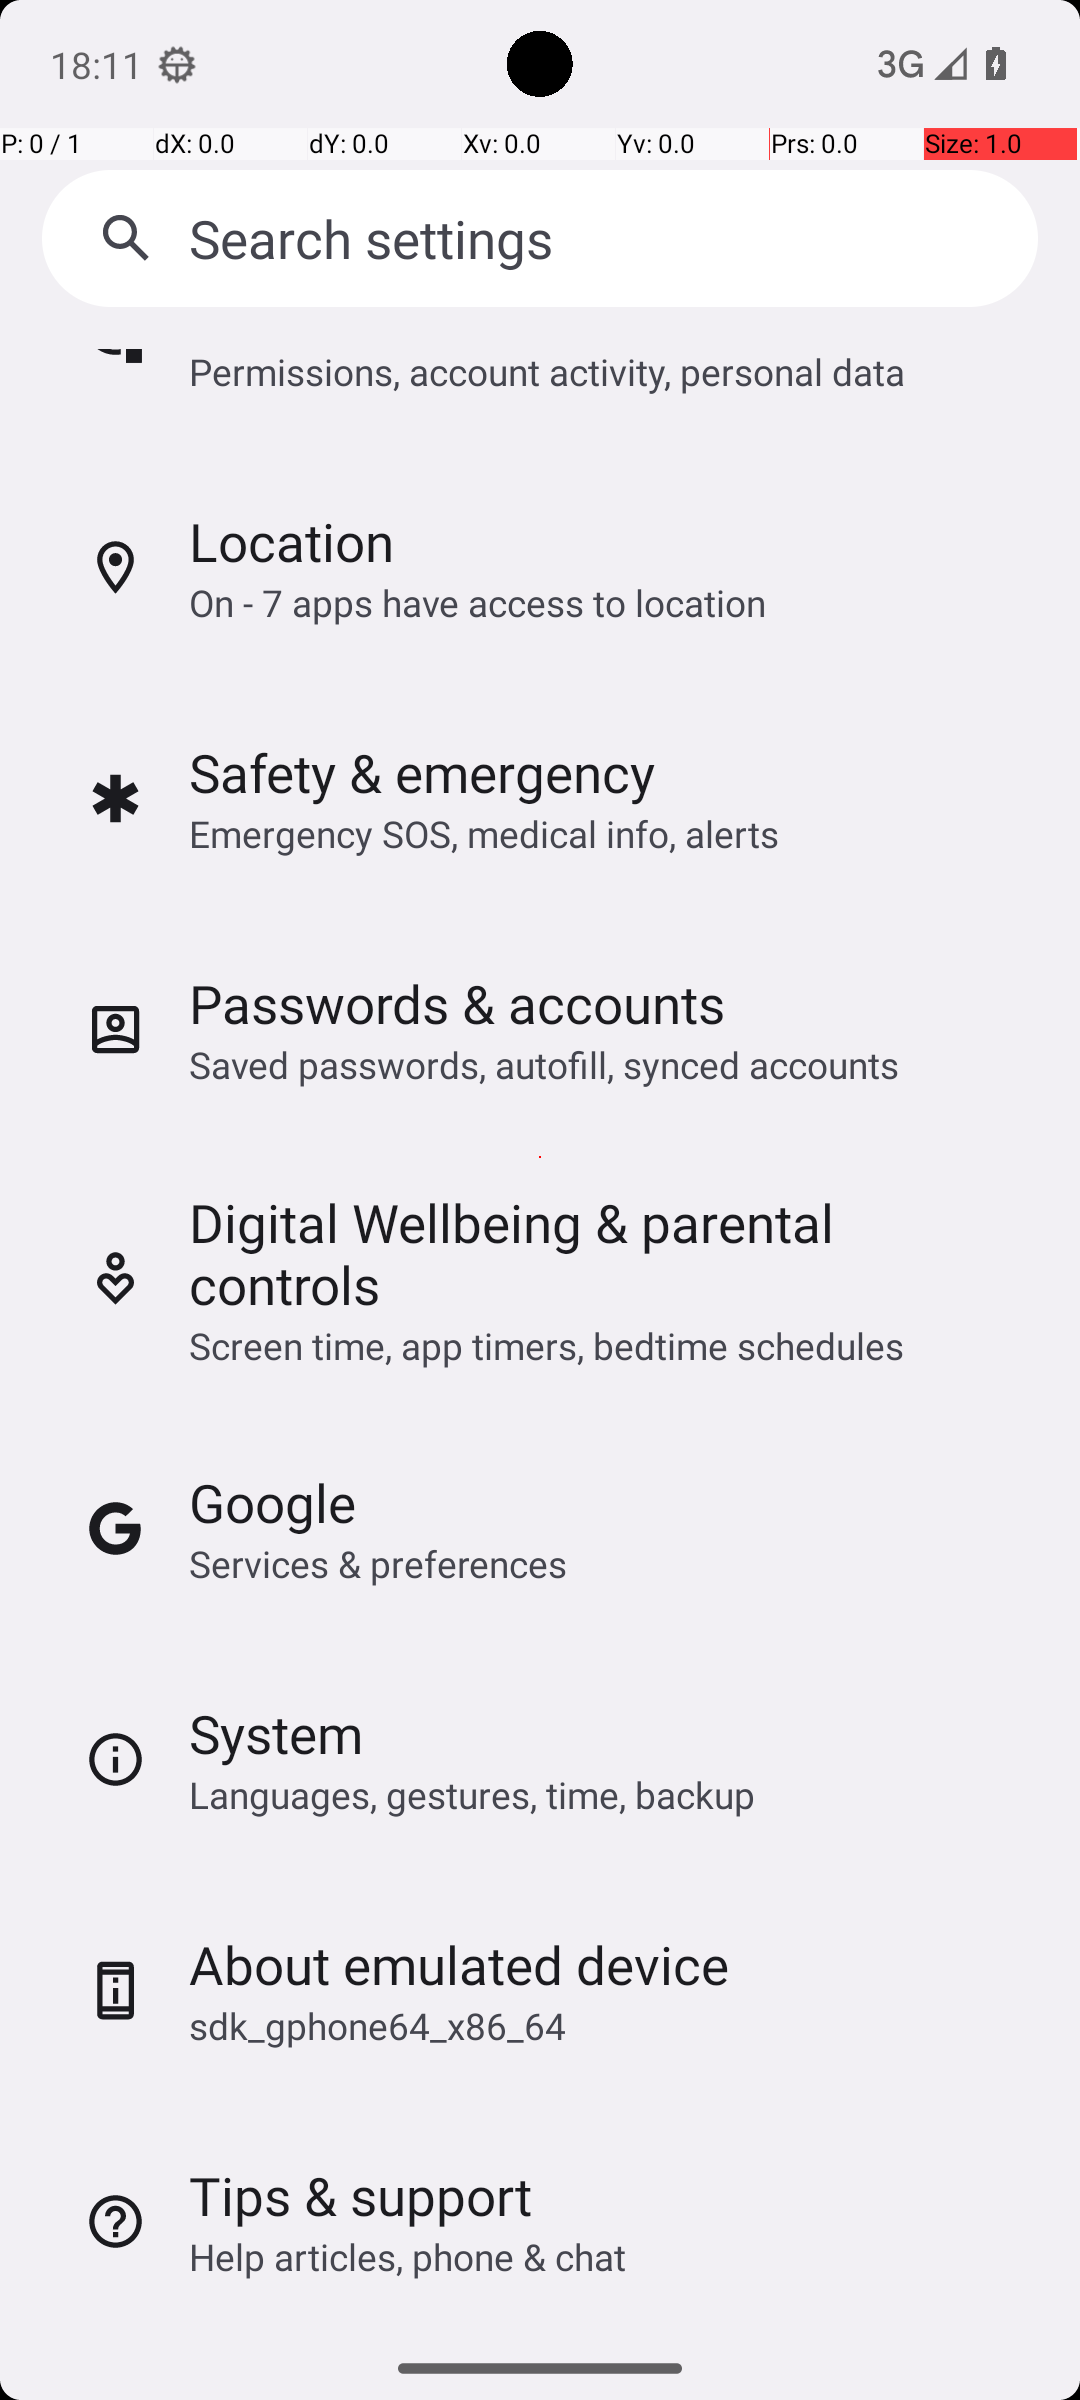 18:11
3G
P: 0 / 1 dX: 0.0 dY: 0.0 Xv: 0.0 Yv: 0.0 Prs: 0.0 Size: 1.0
Search settings
Permissions, account activity, personal data
Location
On - 7 apps have access to location
Safety & emergency
Emergency SOS, medical info, alerts
Passwords & accounts
Saved passwords, autofill, synced accounts
Digital Wellbeing & parental
controls
Screen time, app timers, bedtime schedules
Google
Services & preferences
System
Languages, gestures, time, backup
About emulated device
sdk_gphone64_x86_64
Tips & support
Help articles, phone & chat